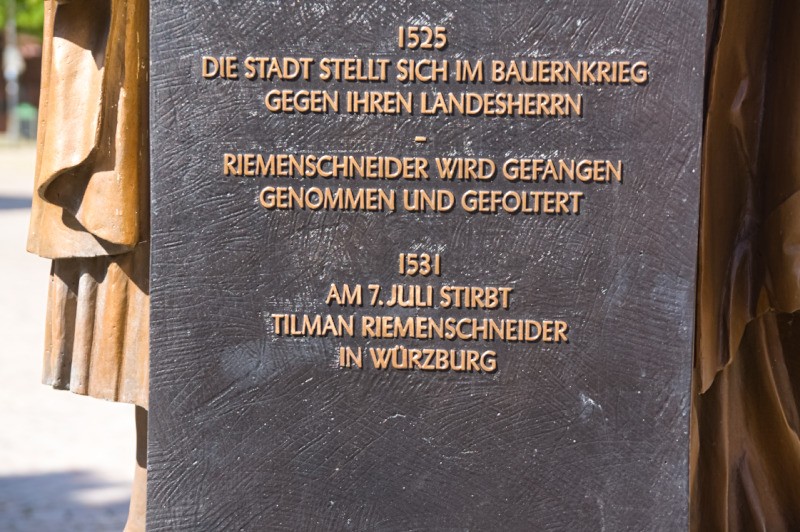 1525
DIE STADT STELLT SICH IM BAUERNKRIEG
GEGEN IHREN LANDESHERRN
-
RIEMENSCHNEIDER WIRD GEFANGEN
GENOMMEN UND GEFOLTERT
1531
AM 7. JULI STIRBT
TILMAN RIEMENSCHNEIDER
IN WÜRZBURG